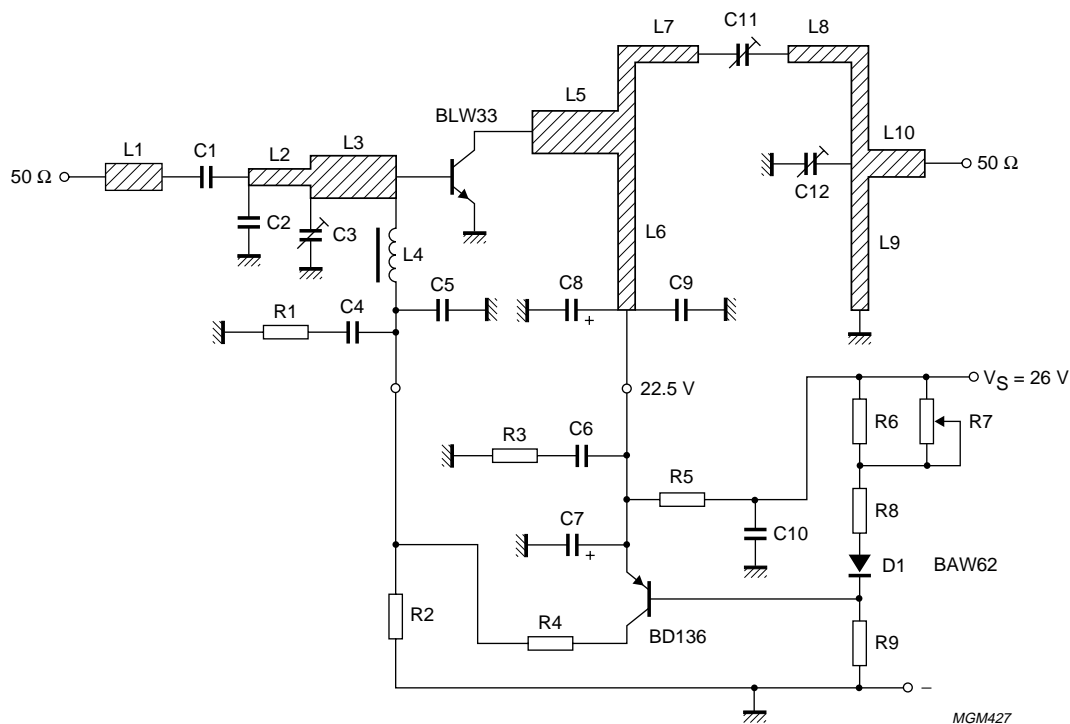 C11
L7
L8
L5
BLW33
L3
L1
C1
L2
L10
50 Ω
50 Ω
C12
C2
C3
L6
L9
L4
C5
C8
C9
+
R1
C4
22.5 V
VS = 26 V
R6
R7
R3
C6
R5
R8
C7
C10
+
D1
BAW62
R2
R4
BD136
R9
–
MGM427